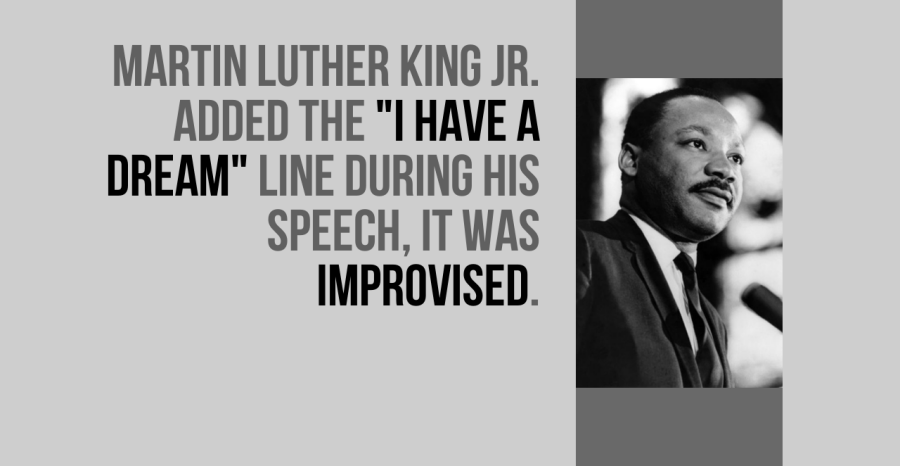 MARTIN LUTHER KING JR.
ADDED THE "I HAVE A
DREAM" LINE DURING HIS
SPEECH, IT WAS
IMPROVISED.